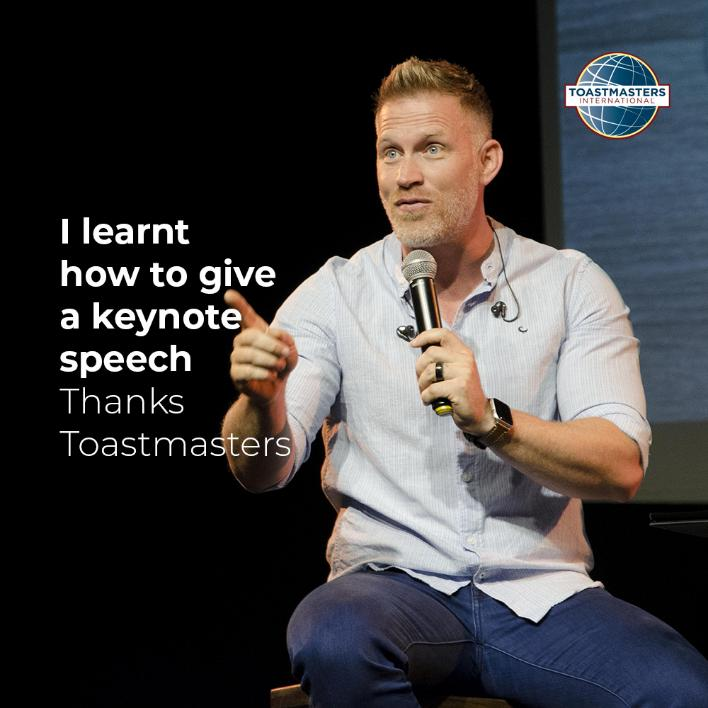 TOASTMASTERS
INTERNATIONAL
I learnt
how to give
a keynote
speech
Thanks
Toastmasters